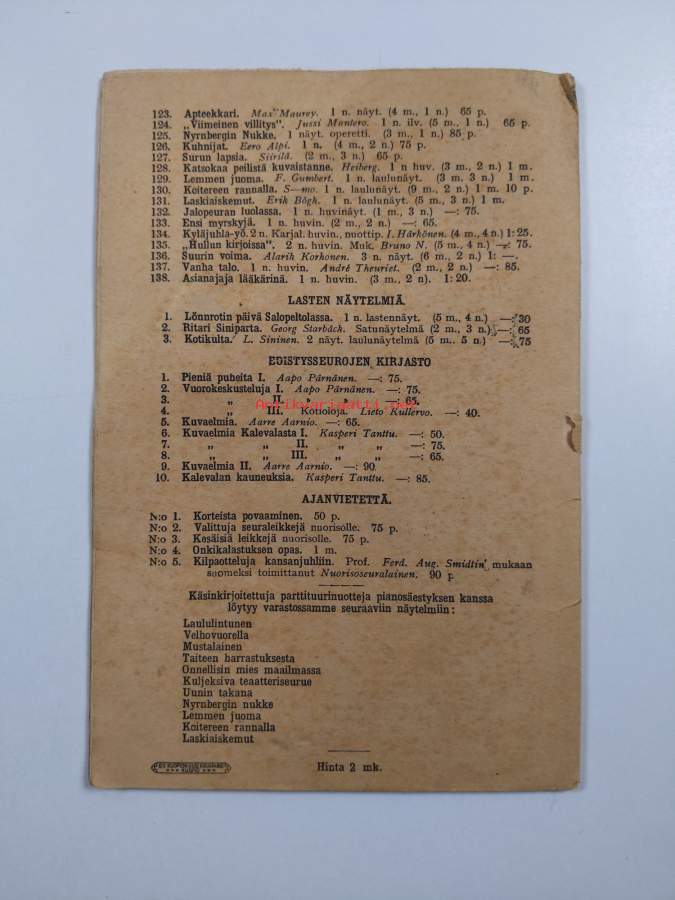 123. Apteekkari. Max Maurey. 1 n. näyt. (4 m., 1 n.) 65 p.
124. „Viimeinen villitys". Jussi Mantero. 1 n. ilv. (5 m., 1 n.) 65 p.
125. Nyrnbergin Nukke. 1 näyt. operetti. (3 m., 1 n.) 85 p.
126. Kuhnijat. Eero Alpi. 1 n. (4 m., 2 n.) 75 p.
127. Surun lapsia. Siirilä. (2 m., 3 n.) 65 p.
128. Katsokaa peilistä kuvaistanne. Heiberg. 1 n huv. (3 m., 2 n.) 1 m.
129. Lemmen juoma. F. Gumbert. 1 n. laulunäyt. (3 m., 3 n.) 1 m.
130. Koitereen rannalla. S—mo. 1 n. laulunäyt. (9 m., 2 n.) 1 m. 10 p.
131. Laskiaiskemut. Erik Bögh. 1 n. laulunäyt. (5 m., 3 n.) 1 m.
132. Jalopeuran luolassa. 1 n. huvinäyt. (1 m., 3 n.) —: 75.
133. Ensi myrskyjä. 1 n. huvin. (2 m., 2 n.) —: 65.
134. Kyläjuhla-yö. 2 n. Karjal. huvin., nuottip. I. Härkönen. (4 m., 4 n.) 1: 25.
135. „Hullun kirjoissa". 2 n. huvin. Muk. Bruno N. (5 m., 4 n.) —: 75.
136. Suurin voima. Alarik Korhonen. 3 n. näyt. (6 m., 2 n.) 1: —.
137. Vanha talo. 1 n. huvin. André Theuriet. (2 m., 2 n.) —: 85.
138. Asianajaja lääkärinä. 1 n. huvin. (3 m., 2 n). 1: 20.
LASTEN NÄYTELMIÄ.
1. Lönnrotin päivä Salopeltolassa. 1 n. lastennäyt. (5 m., 4 n.) —: 30
2. Ritari Siniparta. Georg Starbäck. Satunäytelmä (2 m., 3 n.) —: 65
3. Kotikulta. L. Sininen. 2 näyt. laulunäytelmä (5 m.. 5 n.) —: 75
EDISTYSSEUROJEN KIRJASTO
1. Pieniä puheita I. Aapo Pärnänen. —: 75.
2. Vuorokeskusteluja I. Aapo Pärnänen. —: 75.
3. „ II. „ „ —: 65.
4. „ III. Kotioloja. Lieto Kullervo. —: 40.
5. Kuvaelmia. Aarre Aarnio. —: 65.
6. Kuvaelmia Kalevalasta I. Kasperi Tanttu. —: 50.
7. „ „ II. „ „ —: 75.
8. „ „ III. „ „ —: 65.
9. Kuvaelmia II. Aarre Aarnio. —: 90.
10. Kalevalan kauneuksia. Kasperi Tanttu. —: 85.
AJANVIETETTÄ.
N:o 1. Korteista povaaminen. 50 p.
N:o 2. Valittuja seuraleikkejä nuorisolle. 75 p.
N:o 3. Kesäisiä leikkejä nuorisolle. 75 p.
N:o 4. Onkikalastuksen opas. 1 m.
N:o 5. Kilpaotteluja kansanjuhliin. Prof. Ferd. Aug. Smidtin mukaan
suomeksi toimittanut Nuorisoseuralainen. 90 p.
Käsinkirjoitettuja partituurinuotteja pianosäestyksen kanssa
löytyy varastossamme seuraaviin näytelmiin:
Laululintunen
Velhovuorella
Mustalainen
Taiteen harrastuksesta
Onnellisin mies maailmassa
Kuljeksiva teaatteriseurue
Uunin takana
Nyrnbergin nukke
Lemmen juoma
Koitereen rannalla
Laskiaiskemut
Hinta 2 mk.